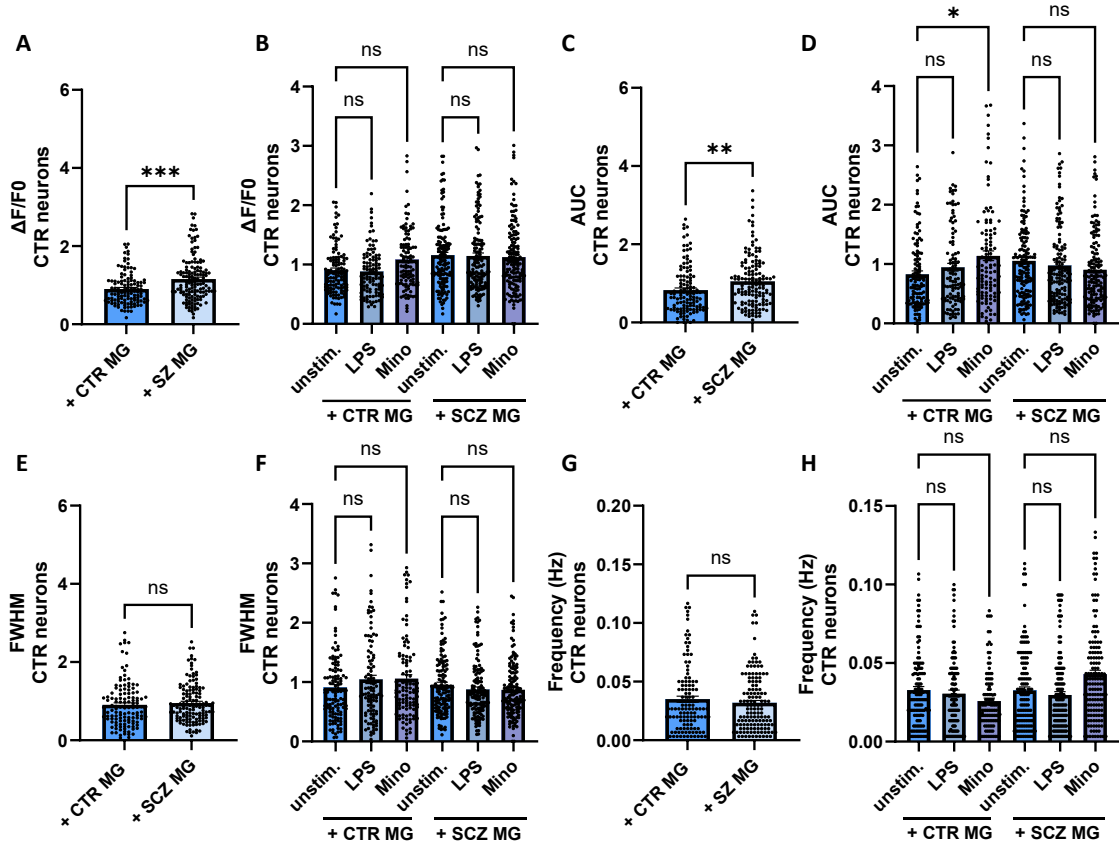 A
ΔF/F0
CTR neurons
6
4
2
0
***
+ CTR MG
+ SZ MG
B
ΔF/F0
CTR neurons
4
3
2
1
0
ns
ns
ns
ns
unstim.
LPS
Mino
unstim.
LPS
Mino
+ CTR MG
+ SCZ MG
C
AUC
CTR neurons
6
4
2
0
**
+ CTR MG
+ SCZ MG
D
AUC
CTR neurons
4
3
2
1
0
*
ns
ns
ns
unstim.
LPS
Mino
unstim.
LPS
Mino
+ CTR MG
+ SCZ MG
E
FWHM
CTR neurons
6
4
2
0
ns
+ CTR MG
+ SCZ MG
F
FWHM
CTR neurons
4
3
2
1
0
ns
ns
ns
ns
unstim.
LPS
Mino
unstim.
LPS
Mino
+ CTR MG
+ SCZ MG
G
Frequency (Hz)
CTR neurons
0.20
0.15
0.10
0.05
0.00
ns
+ CTR MG
+ SZ MG
H
Frequency (Hz)
CTR neurons
0.15
0.10
0.05
0.00
ns
ns
ns
ns
unstim.
LPS
Mino
unstim.
LPS
Mino
+ CTR MG
+ SCZ MG